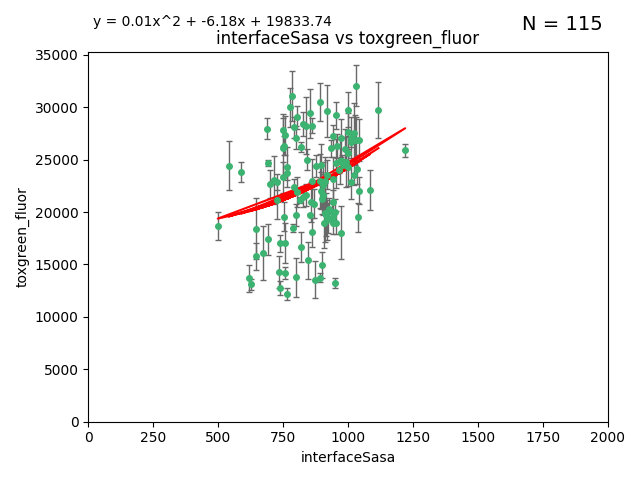 y = 0.01x^2 + -6.18x + 19833.74
N = 115
interfaceSasa vs toxgreen_fluor
toxgreen_fluor
35000
30000
25000
20000
15000
10000
5000
0
0 250 500 750 1000 1250 1500 1750 2000
interfaceSasa